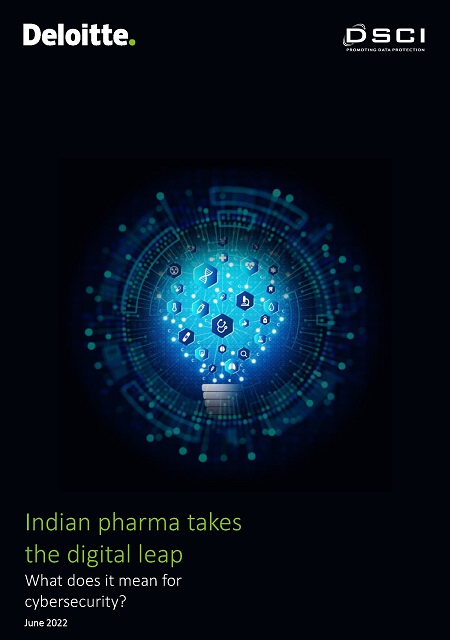 Deloitte.
DSCI
PROMOTING DATA PROTECTION
Indian pharma takes
the digital leap
What does it mean for
cybersecurity?
June 2022